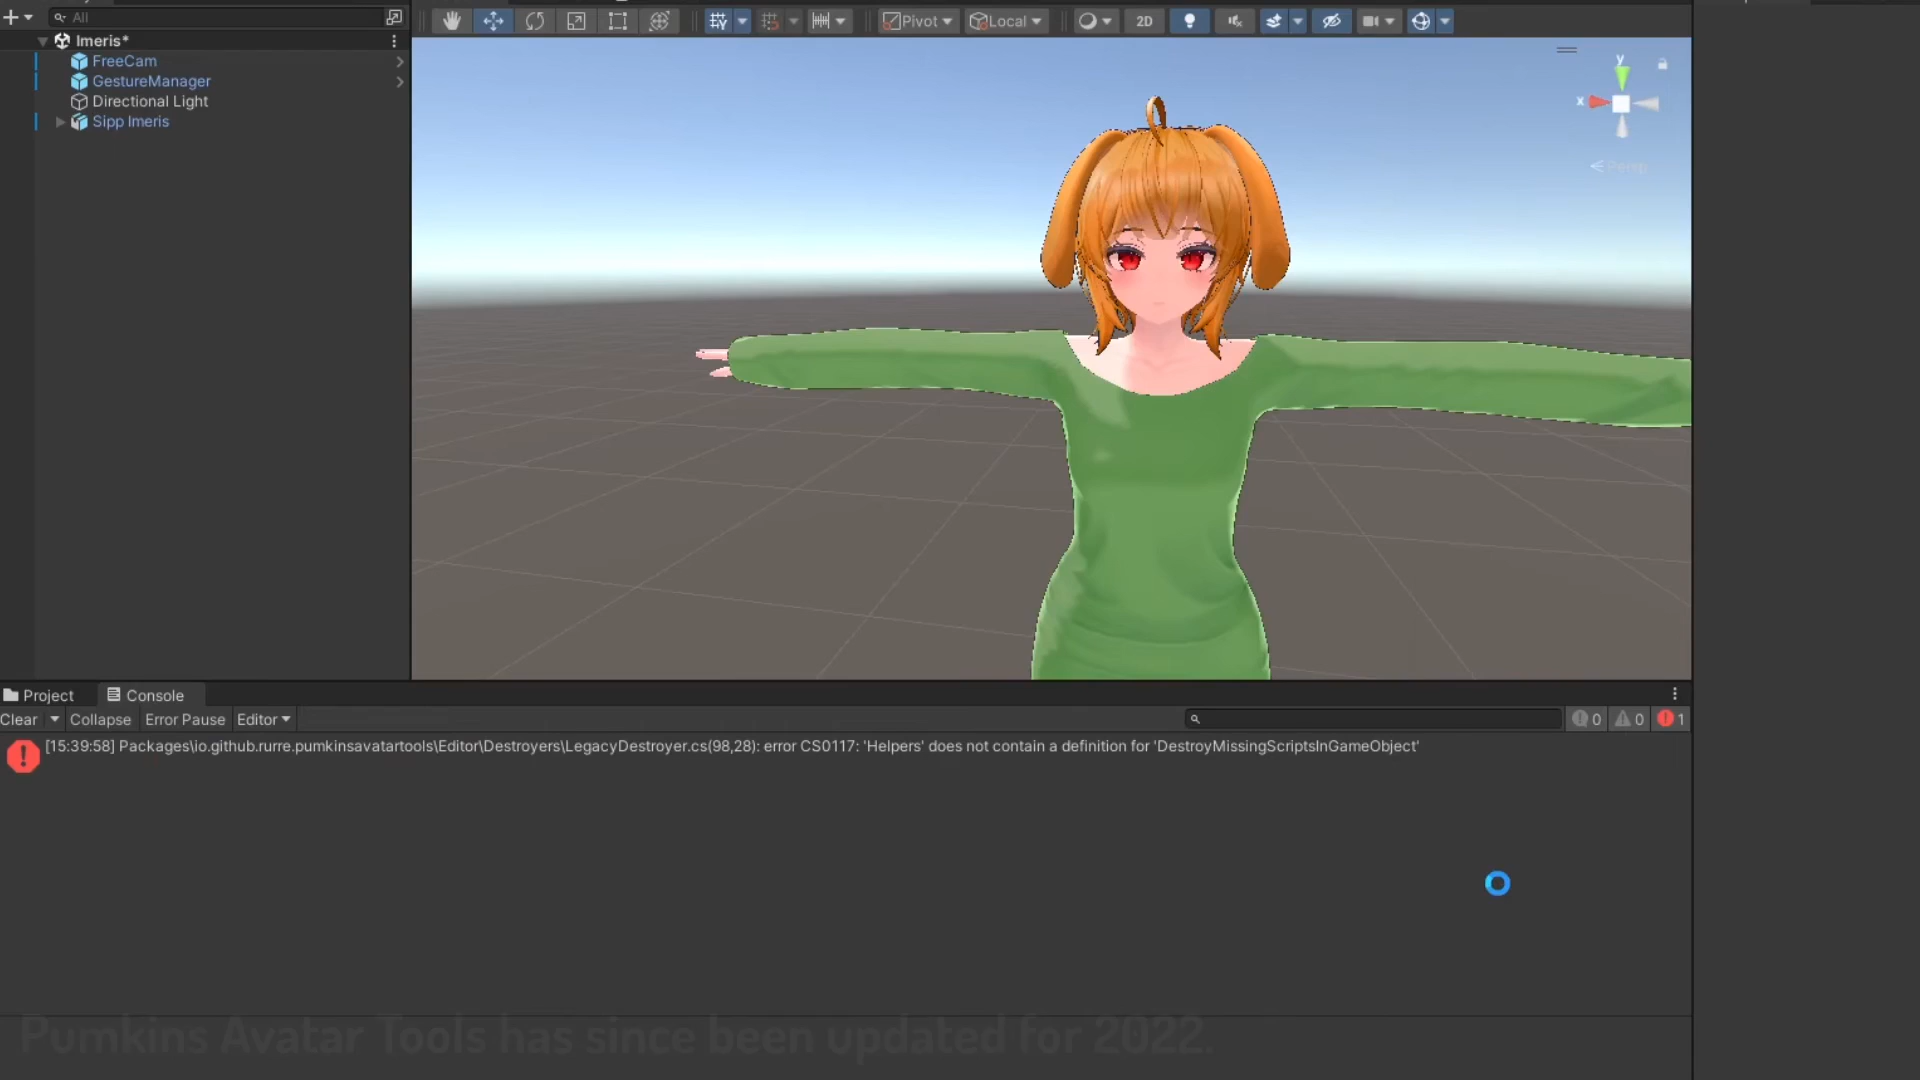 All
Pivot
Local
2D
Imeris*
FreeCam
GestureManager
Directional Light
Sipp Imeris
y
x
Persp
Project
Console
Clear
Collapse
Error Pause
Editor
0
0
1
[15:39:58] Packages\io.github.rurre.pumkinsavatartools\Editor\Destroyers\LegacyDestroyer.cs(98,28): error CS0117: 'Helpers' does not contain a definition for 'DestroyMissingScriptsInGameObject'
Pumkins Avatar Tools has since been updated for 2022.